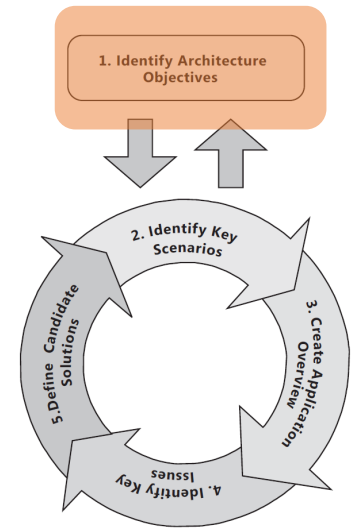 1. Identify Architecture
Objectives
2. Identify Key
Scenarios
3. Create Application
Overview
4. Identify Key
Issues
5.Define Candidate
Solutions